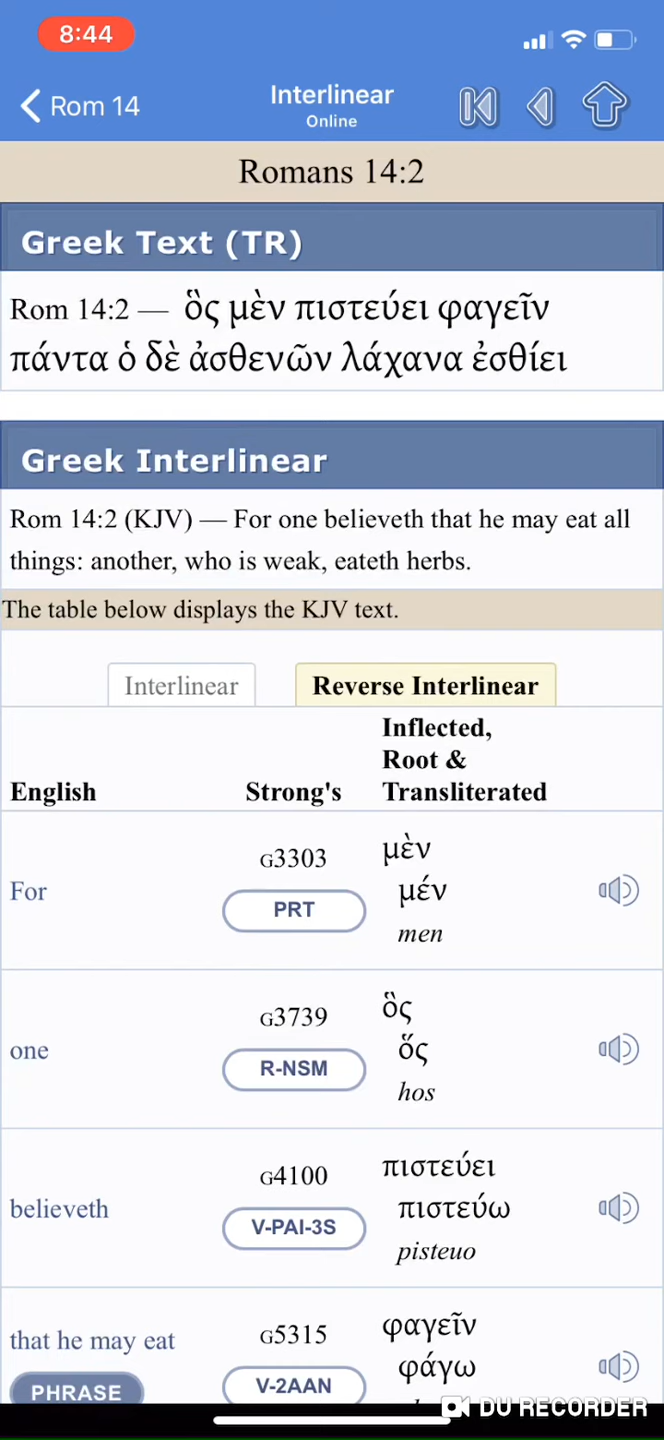 8:44
Rom 14
Interlinear
Online
Romans 14:2
Greek Text (TR)
Rom 14:2 — ὃς μὲν πιστεύει φαγεῖν
πάντα ὁ δὲ ἀσθενῶν λάχανα ἐσθίει
Greek Interlinear
Rom 14:2 (KJV) — For one believeth that he may eat all
things: another, who is weak, eateth herbs.
The table below displays the KJV text.
Interlinear
Reverse Interlinear
English
Strong's
Inflected,
Root &
Transliterated
For
G3303
PRT
μὲν
μέν
men
one
G3739
R-NSM
ὃς
ὅς
hos
believeth
G4100
V-PAI-3S
πιστεύει
πιστεύω
pisteuo
that he may eat
PHRASE
G5315
V-2AAN
φαγεῖν
φάγω
DU RECORDER